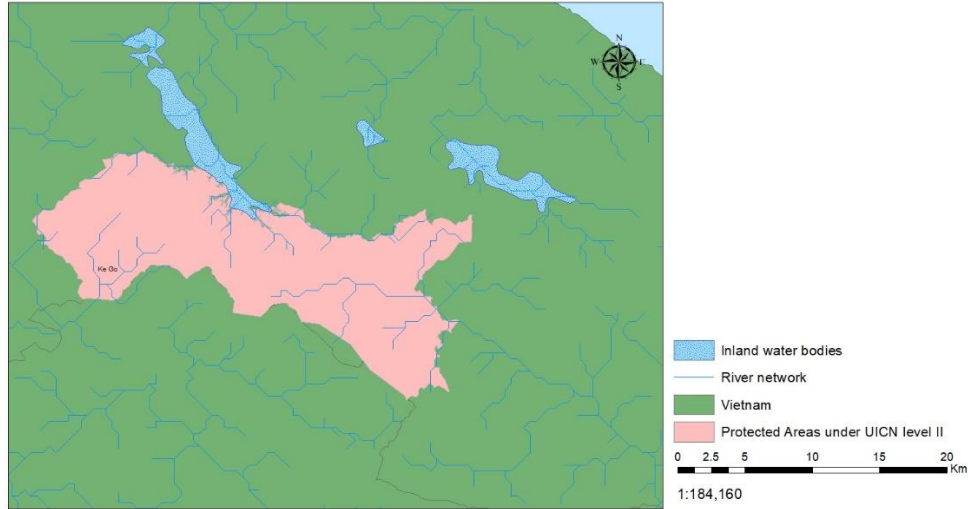 N
W E
S
Ke Go
Inland water bodies
River network
Vietnam
Protected Areas under UICN level II
0 2.5 5 10 15 20
Km
1:184,160